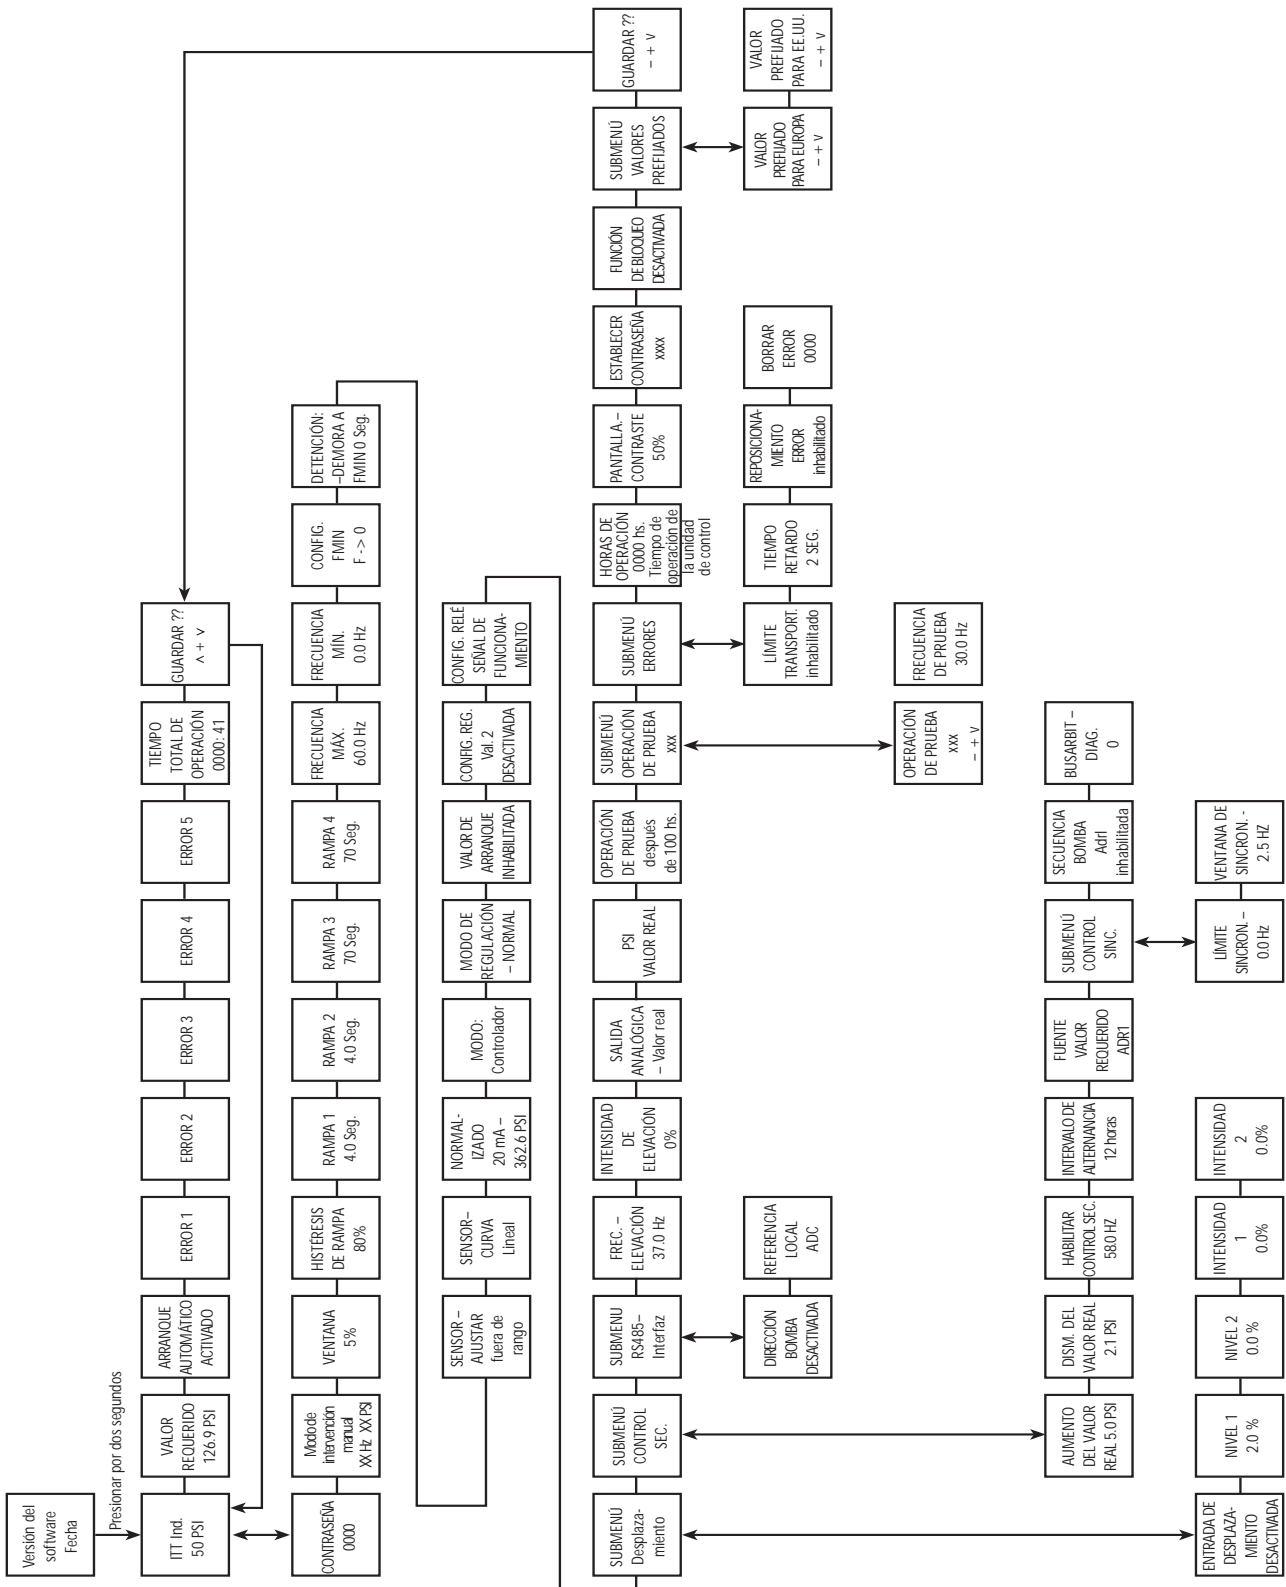 Versión del
software
Fecha
Presionar por dos segundos
ITT Ind.
50 PSI
VALOR
REQUERIDO
126.9 PSI
ARRANQUE
AUTOMÁTICO
ACTIVADO
ERROR 1
ERROR 2
ERROR 3
ERROR 4
ERROR 5
TIEMPO
TOTAL DE
OPERACIÓN
0000: 41
GUARDAR ??
^ + v
CONTRASEÑA
0000
Modo de
intervención
manual
XX Hz XX PSI
VENTANA
5%
HISTÉRESIS
DE RAMPA
80%
RAMPA 1
4.0 Seg.
RAMPA 2
4.0 Seg.
RAMPA 3
70 Seg.
RAMPA 4
70 Seg.
FRECUENCIA
MÁX.
60.0 Hz
FRECUENCIA
MÍN.
0.0 Hz
CONFIG.
FMIN
F -> 0
DETENCIÓN:
–DEMORA A
FMIN 0 Seg.
SENSOR –
AJUSTAR
fuera de
rango
SENSOR–
CURVA
Lineal
NORMAL-
IZADO
20 mA –
362.6 PSI
MODO:
Controlador
MODO DE
REGULACIÓN
– NORMAL
VALOR DE
ARRANQUE
INHABILITADA
CONFIG. REG.
Val. 2
DESACTIVADA
CONFIG. RELÉ
SEÑAL DE
FUNCIONA-
MIENTO
SUBMENÚ
Desplaza-
miento
SUBMENÚ
CONTROL
SEC.
SUBMENU
RS485–
Interfaz
FREC. –
ELEVACIÓN
37.0 Hz
INTENSIDAD
DE
ELEVACIÓN
0%
SALIDA
ANALÓGICA
– Valor real
PSI
VALOR REAL
OPERACIÓN
DE PRUEBA
después
de 100 hs.
SUBMENÚ
OPERACIÓN
DE PRUEBA
xxx
SUBMENÚ
ERRORES
HORAS DE
OPERACIÓN
0000 hs.
Tiempo de
operación de
la unidad
de control
PANTALLA.–
CONTRASTE
50%
ESTABLECER
CONTRASEÑA
xxxx
FUNCIÓN
DE BLOQUEO
DESACTIVADA
SUBMENÚ
VALORES
PREFIJADOS
GUARDAR ??
– + v
DIRECCIÓN
BOMBA
DESACTIVADA
REFERENCIA
LOCAL
ADC
LÍMITE
TRANSPORT.
inhabilitado
TIEMPO
RETARDO
2 SEG.
REPOSICIONA-
MIENTO
ERROR
inhabilitado
BORRAR
ERROR
0000
VALOR
PREFIJADO
PARA EUROPA
– + v
VALOR
PREFIJADO
PARA EE.UU.
– + v
OPERACIÓN
DE PRUEBA
xxx
– + v
FRECUENCIA
DE PRUEBA
30.0 Hz
AUMENTO
DEL VALOR
REAL 5.0 PSI
DISM. DEL
VALOR REAL
2.1 PSI
HABILITAR
CONTROL SEC.
58.0 HZ
INTERVALO DE
ALTERNANCIA
12 horas
FUENTE
VALOR
REQUERIDO
ADR1
SUBMENÚ
CONTROL
SINC.
SECUENCIA
BOMBA
Adrl
inhabilitada
BUSARBIT –
DIAG.
0
ENTRADA DE
DESPLAZA-
MIENTO
DESACTIVADA
NIVEL 1
2.0 %
NIVEL 2
0.0 %
INTENSIDAD
1
0.0%
INTENSIDAD
2
0.0%
LÍMITE
SINCRON.–
0.0 Hz
VENTANA DE
SINCRON. -
2.5 HZ